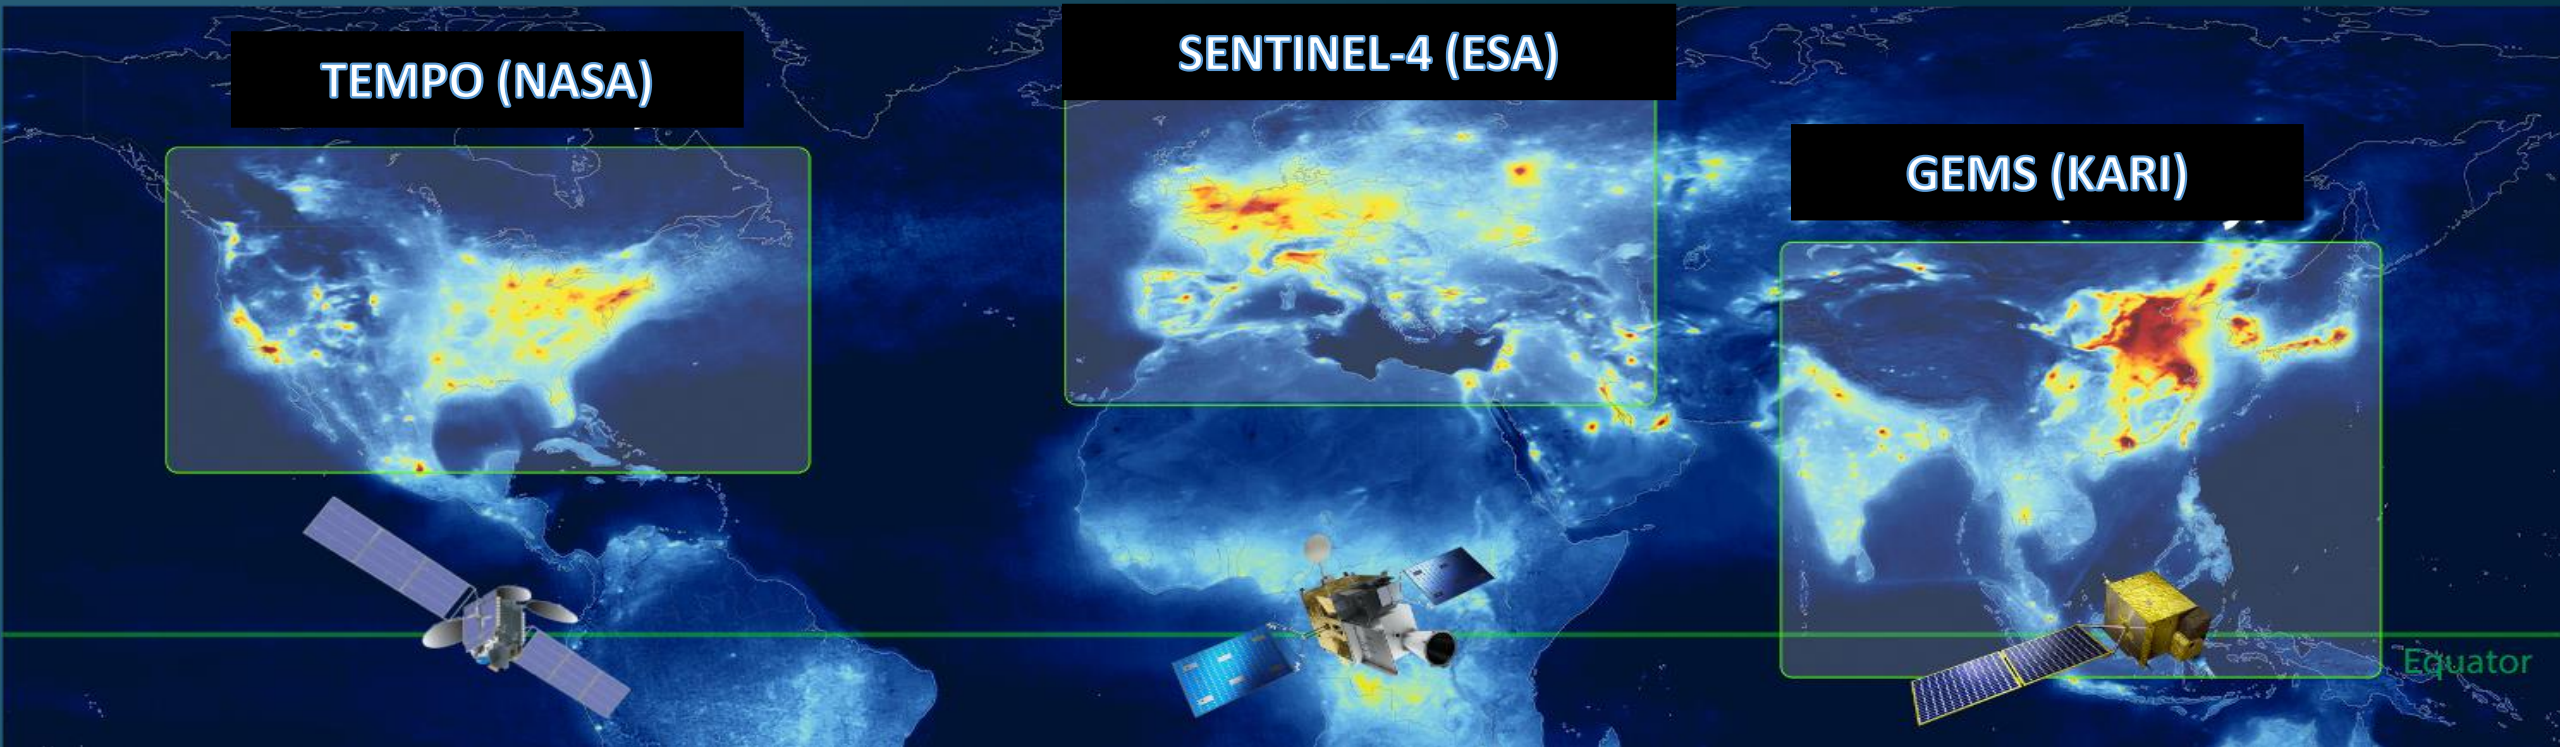 TEMPO (NASA)
SENTINEL-4 (ESA)
GEMS (KARI)
Equator